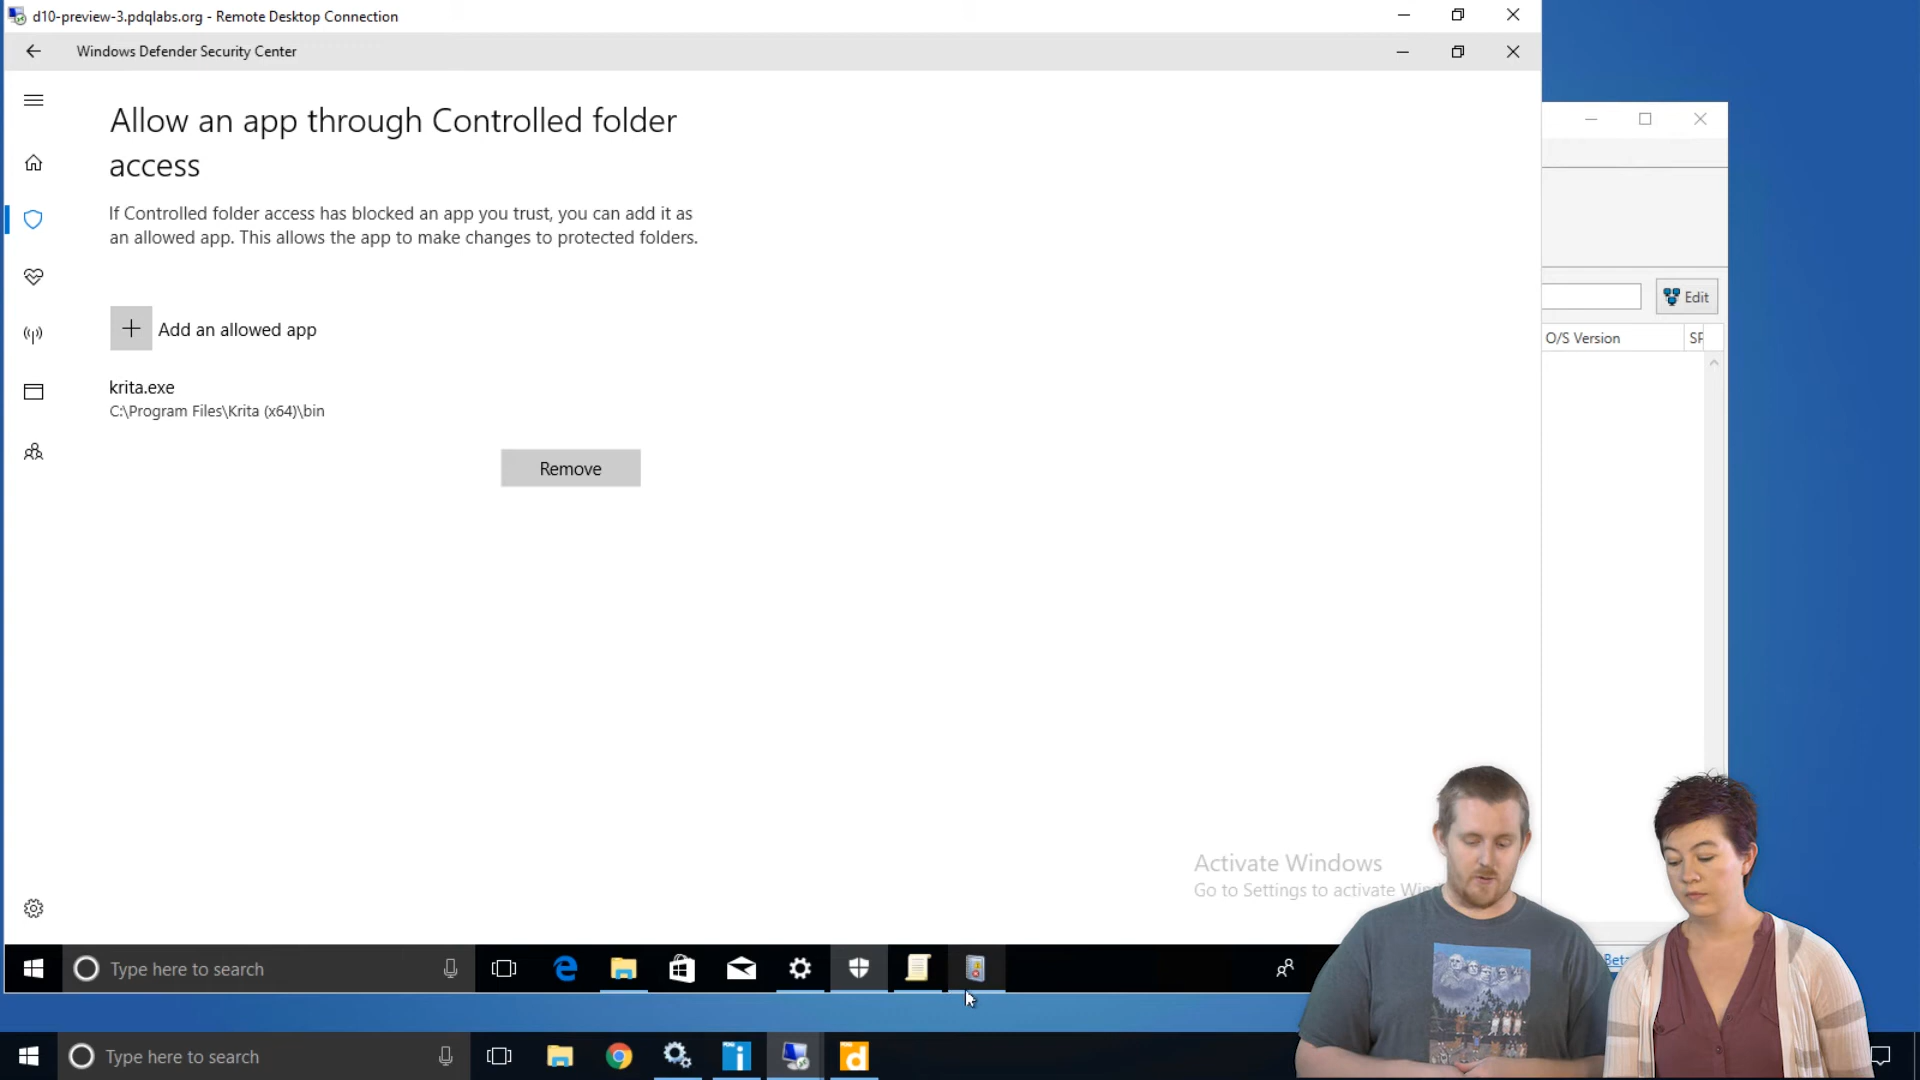 d10-preview-3.pdqlabs.org - Remote Desktop Connection
Windows Defender Security Center
Allow an app through Controlled folder
access
If Controlled folder access has blocked an app you trust, you can add it as
an allowed app. This allows the app to make changes to protected folders.
Add an allowed app
krita.exe
C:\Program Files\Krita (x64)\bin
Remove
Edit
O/S Version
SP
Activate Windows
Go to Settings to activate
Type here to search
Beta
Type here to search